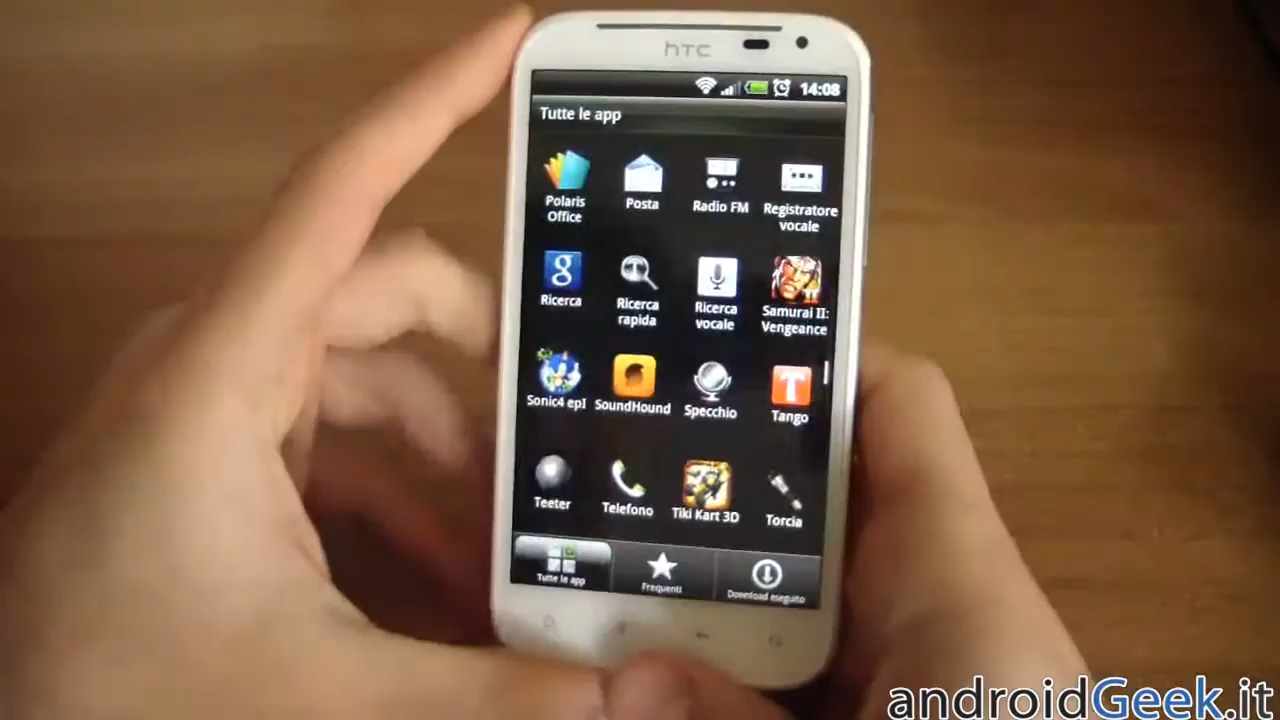 hTC
14:08
Tutte le app
Polaris
Office
Posta
Radio FM
Registratore
vocale
g
Ricerca
Ricerca
rapida
Ricerca
vocale
II
Samurai II:
Vengeance
Sonic4 epI
SoundHound
Specchio
T
Tango
Teeter
Telefono
Tiki Kart 3D
Torcia
Tutte le app
Frequenti
Download eseguito
androidGeek.it